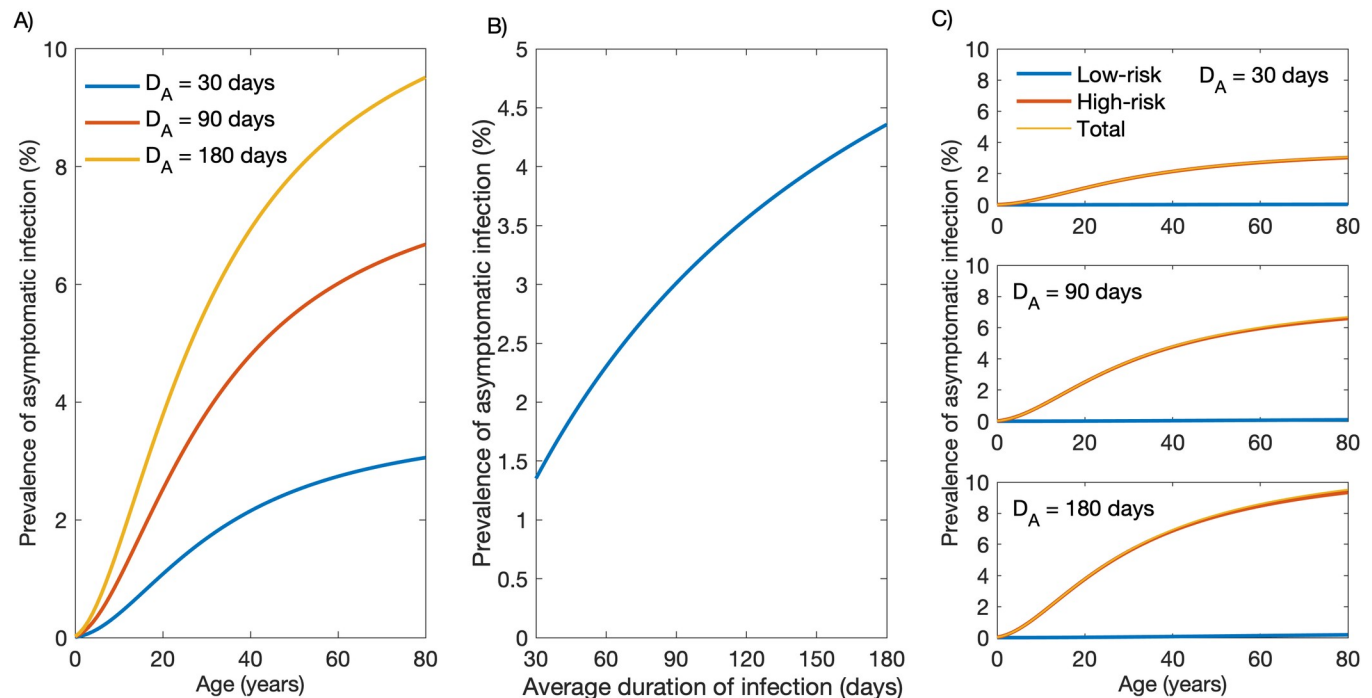 A)
Prevalence of asymptomatic infection (%)
10
8
6
4
2
0
D_A = 30 days
D_A = 90 days
D_A = 180 days
0 20 40 60 80
Age (years)
B)
Prevalence of asymptomatic infection (%)
5
4.5
4
3.5
3
2.5
2
1.5
1
0.5
0
30 60 90 120 150 180
Average duration of infection (days)
C)
Prevalence of asymptomatic infection (%)
10
8
6
4
2
0
Low-risk
High-risk
Total
D_A = 30 days
0 20 40 60 80
10
8
6
4
2
0
D_A = 90 days
0 20 40 60 80
10
8
6
4
2
0
D_A = 180 days
0 20 40 60 80
Age (years)